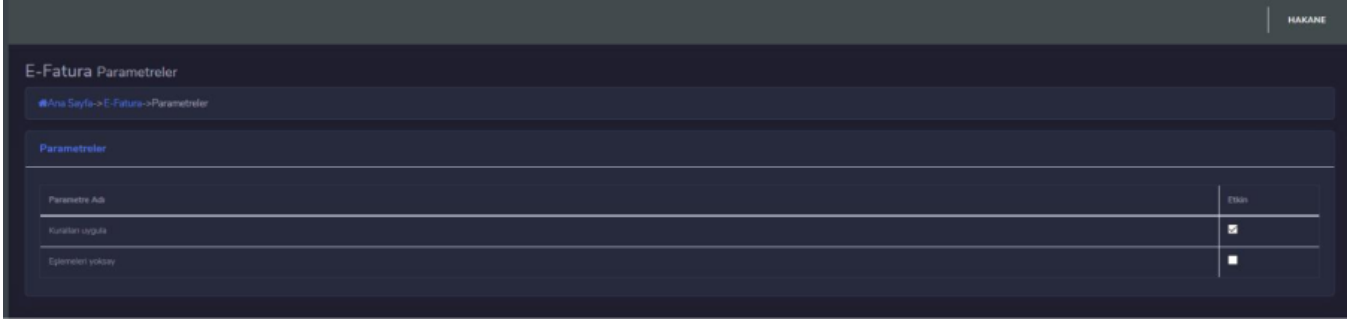 HAKANE
E-Fatura Parametreler
Ana Sayfa->E-Fatura->Parametreler
Parametreler
Parametre Adı Etkin
Kuralları uygula
Eşlemeleri yoksay